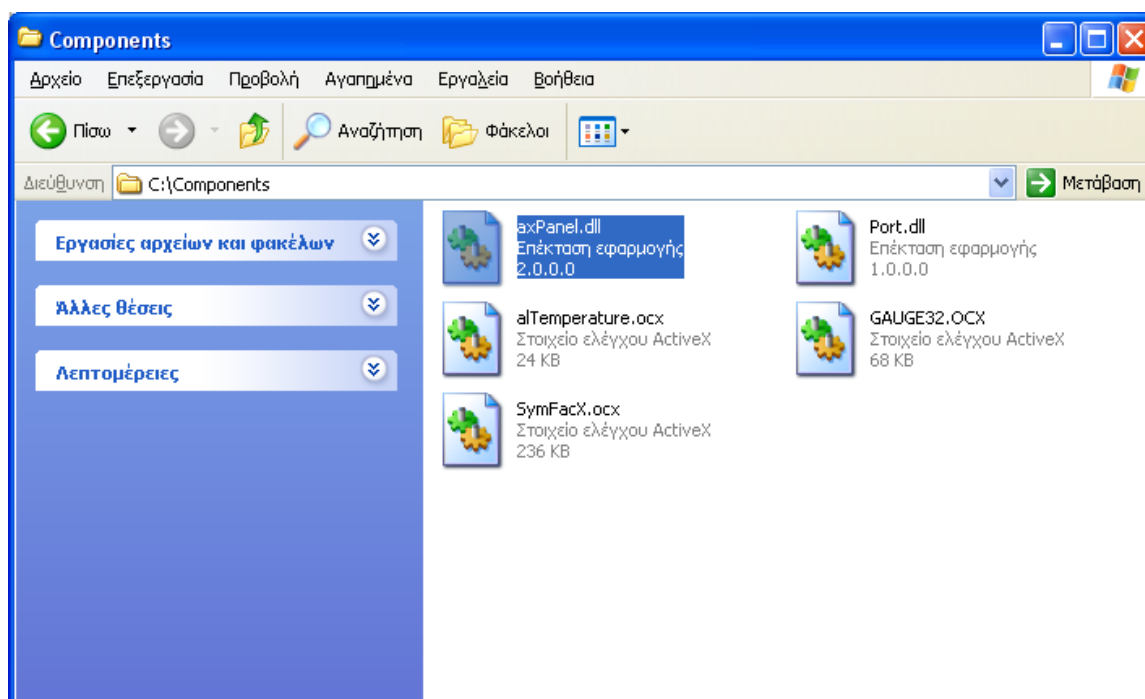 Components
Αρχείο Επεξεργασία Προβολή Αγαπημένα Εργαλεία Βοήθεια
Πίσω Αναζήτηση Φάκελοι
Διεύθυνση C:\Components Μετάβαση
Εργασίες αρχείων και φακέλων
Άλλες θέσεις
Λεπτομέρειες
axPanel.dll
Επέκταση εφαρμογής
2.0.0.0
Port.dll
Επέκταση εφαρμογής
1.0.0.0
alTemperature.ocx
Στοιχείο ελέγχου ActiveX
24 KB
GAUGE32.OCX
Στοιχείο ελέγχου ActiveX
68 KB
SymFacX.ocx
Στοιχείο ελέγχου ActiveX
236 KB